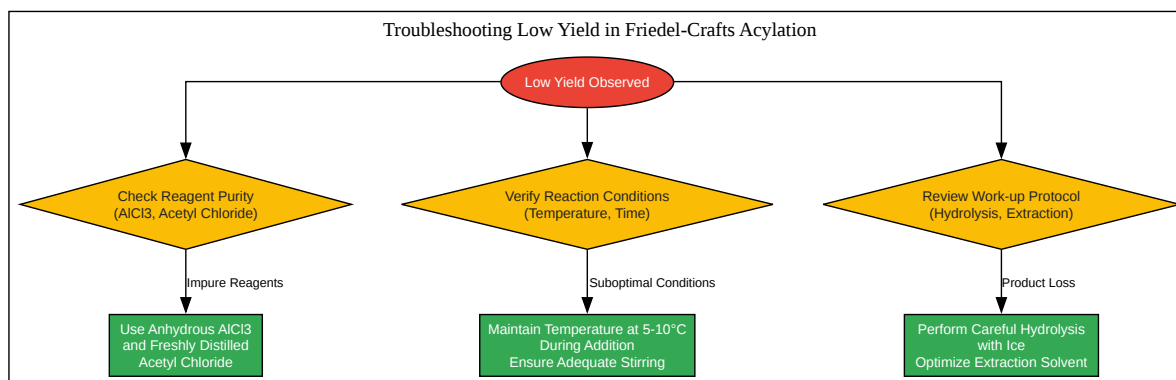 Troubleshooting Low Yield in Friedel-Crafts Acylation
Low Yield Observed
Check Reagent Purity
(AlCl3, Acetyl Chloride)
Verify Reaction Conditions
(Temperature, Time)
Review Work-up Protocol
(Hydrolysis, Extraction)
Impure Reagents
Suboptimal Conditions
Product Loss
Use Anhydrous AlCl3
and Freshly Distilled
Acetyl Chloride
Maintain Temperature at 5-10°C
During Addition
Ensure Adequate Stirring
Perform Careful Hydrolysis
with Ice
Optimize Extraction Solvent